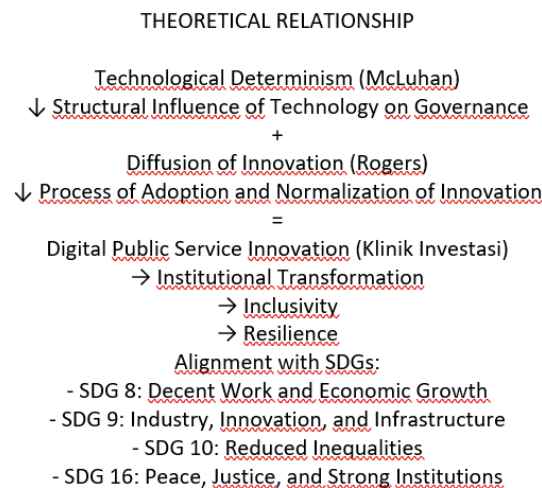 THEORETICAL RELATIONSHIP
Technological Determinism (McLuhan)
↓ Structural Influence of Technology on Governance
+
Diffusion of Innovation (Rogers)
↓ Process of Adoption and Normalization of Innovation
=
Digital Public Service Innovation (Klinik Investasi)
→ Institutional Transformation
→ Inclusivity
→ Resilience
Alignment with SDGs:
- SDG 8: Decent Work and Economic Growth
- SDG 9: Industry, Innovation, and Infrastructure
- SDG 10: Reduced Inequalities
- SDG 16: Peace, Justice, and Strong Institutions